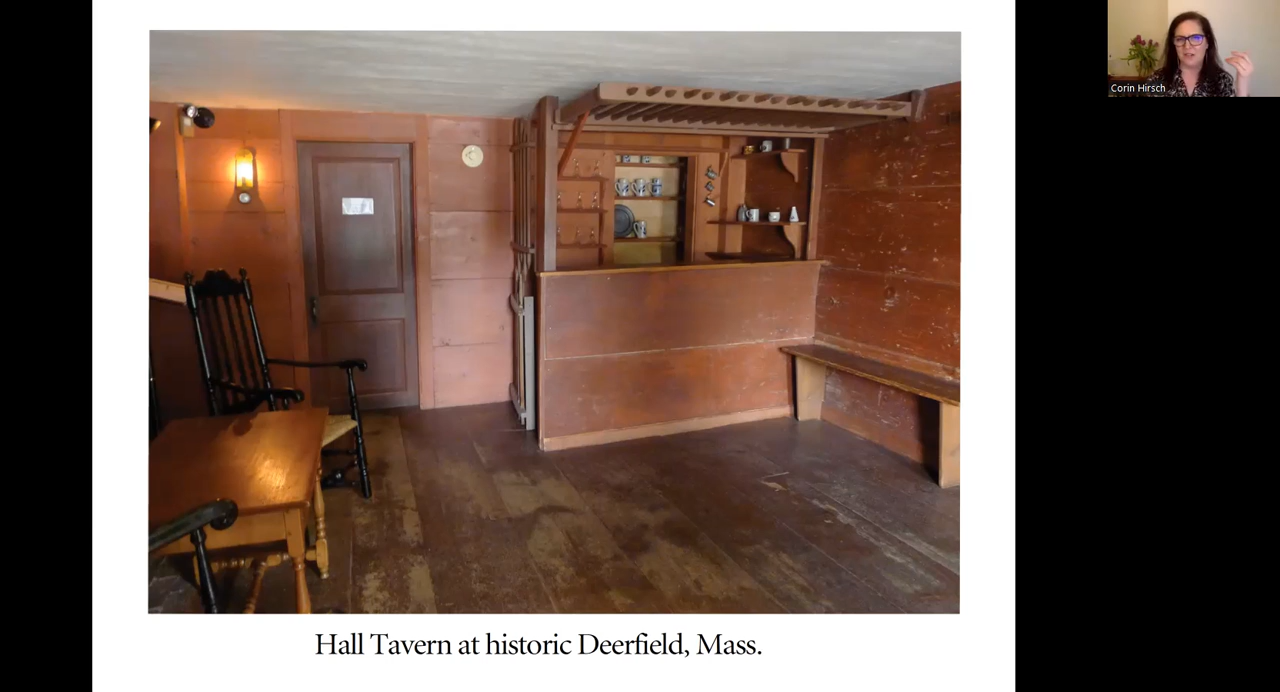 Corin Hirsch
Hall Tavern at historic Deerfield, Mass.